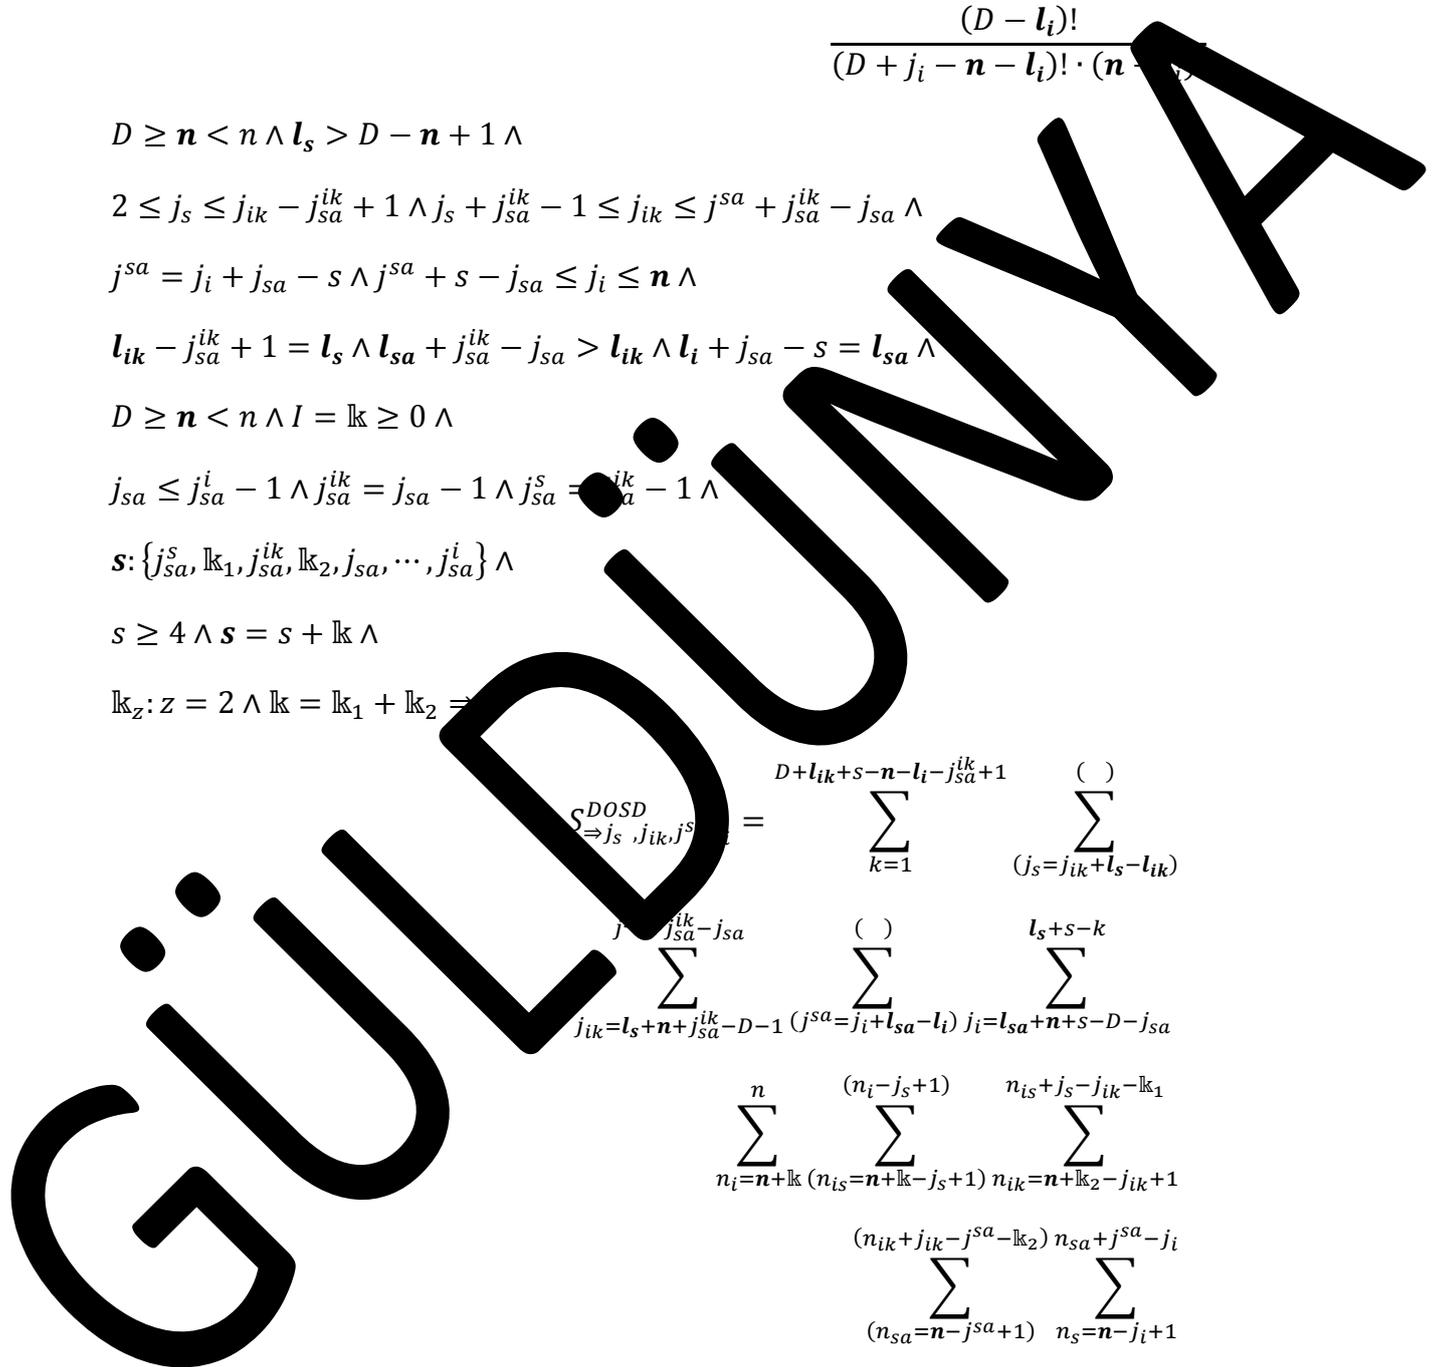 (D − l_i)!
(D + j_i − n − l_i)! · (n
D ≥ n < n ∧ l_s > D − n + 1 ∧
2 ≤ j_s ≤ j_ik − j_sa^ik + 1 ∧ j_s + j_sa^ik − 1 ≤ j_ik ≤ j^sa + j_sa^ik − j_sa ∧
j^sa = j_i + j_sa − s ∧ j^sa + s − j_sa ≤ j_i ≤ n ∧
l_ik − j_sa^ik + 1 = l_s ∧ l_sa + j_sa^ik − j_sa > l_ik ∧ l_i + j_sa − s = l_sa ∧
D ≥ n < n ∧ I = 𝕜 ≥ 0 ∧
j_sa ≤ j_sa^i − 1 ∧ j_sa^ik = j_sa − 1 ∧ j_sa^s = − 1 ∧
s: {j_sa^s, 𝕜_1, j_sa^ik, 𝕜_2, j_sa, ⋯ , j_sa^i} ∧
s ≥ 4 ∧ s = s + 𝕜 ∧
𝕜_z: z = 2 ∧ 𝕜 = 𝕜_1 + 𝕜_2 ⇒
D+l_ik+s−n−l_i−j_sa^ik+1 ( )
S^DOSD_⇒j_s ,j_ik, = ∑ ∑
k=1 (j_s=j_ik+l_s−l_ik)
j_sa^ik−j_sa ( ) l_s+s−k
∑ ∑ ∑
j_ik=l_s+n+j_sa^ik−D−1 (j^sa=j_i+l_sa−l_i) j_i=l_sa+n+s−D−j_sa
n (n_i−j_s+1) n_is+j_s−j_ik−𝕜_1
∑ ∑ ∑
n_i=n+𝕜 (n_is=n+𝕜−j_s+1) n_ik=n+𝕜_2−j_ik+1
(n_ik+j_ik−j^sa−𝕜_2) n_sa+j^sa−j_i
∑ ∑
(n_sa=n−j^sa+1) n_s=n−j_i+1
GÜLDÜNYA